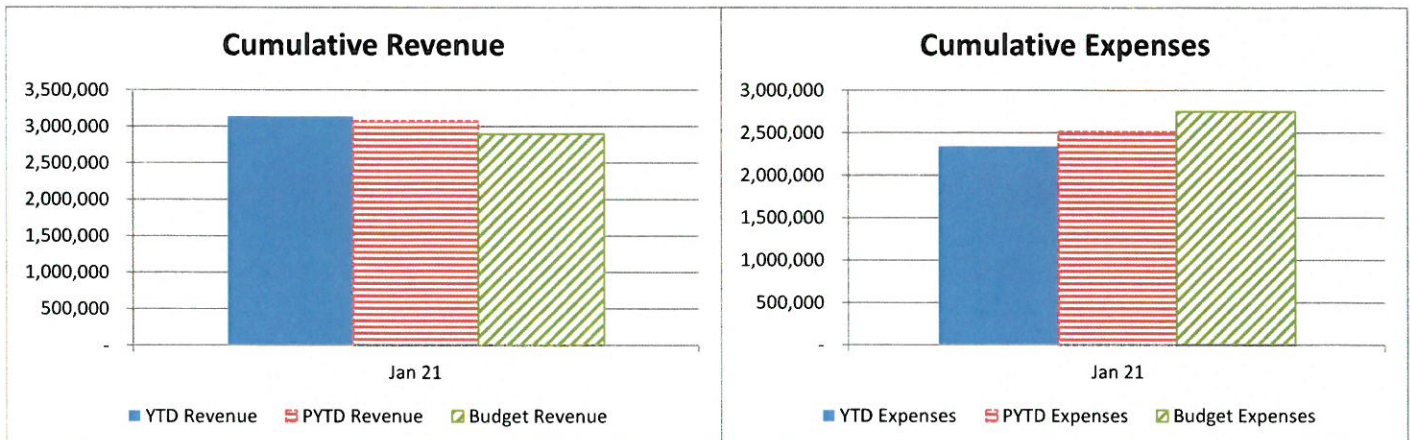 Cumulative Revenue
3,500,000
3,000,000
2,500,000
2,000,000
1,500,000
1,000,000
500,000
-
Jan 21
YTD Revenue PYTD Revenue Budget Revenue
Cumulative Expenses
3,000,000
2,500,000
2,000,000
1,500,000
1,000,000
500,000
-
Jan 21
YTD Expenses PYTD Expenses Budget Expenses